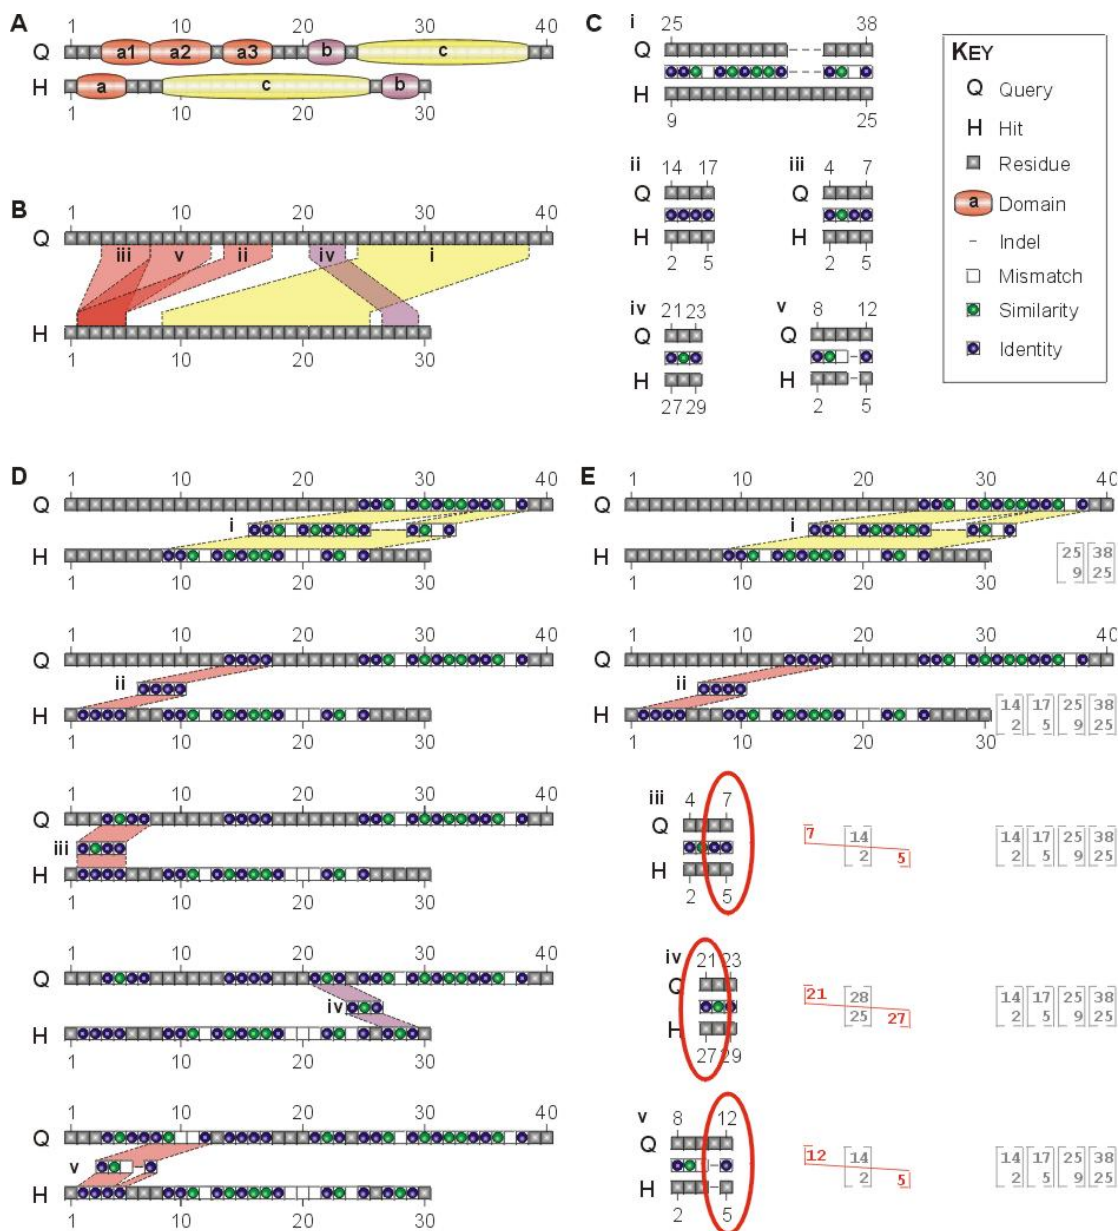 A
1 10 20 30 40
Q a1 a2 a3 b c
H a c b
1 10 20 30
B
1 10 20 30 40
Q
iii v ii iv i
H
1 10 20 30
C
i
25 38
Q
H
9 25
ii iii
14 17 4 7
Q Q
H H
2 5 2 5
iv v
21 23 8 12
Q Q
H H
27 29 2 5
KEY
Q Query
H Hit
Residue
a Domain
- Indel
Mismatch
Similarity
Identity
D
1 10 20 30 40
Q
i
H
1 10 20 30
1 10 20 30 40
Q
ii
H
1 10 20 30
1 10 20 30 40
Q
iii
H
1 10 20 30
1 10 20 30 40
Q
iv
H
1 10 20 30
1 10 20 30 40
Q
v
H
1 10 20 30
E
1 10 20 30 40
Q
i
H
1 10 20 30
25 38
9 25
1 10 20 30 40
Q
ii
H
1 10 20 30
14 17 25 38
2 5 9 25
iii
4 7
Q
H
2 5
7 14
2 5
14 17 25 38
2 5 9 25
iv
21 23
Q
H
27 29
21 28
25 27
14 17 25 38
2 5 9 25
v
8 12
Q
H
2 5
12 14
2 5
14 17 25 38
2 5 9 25